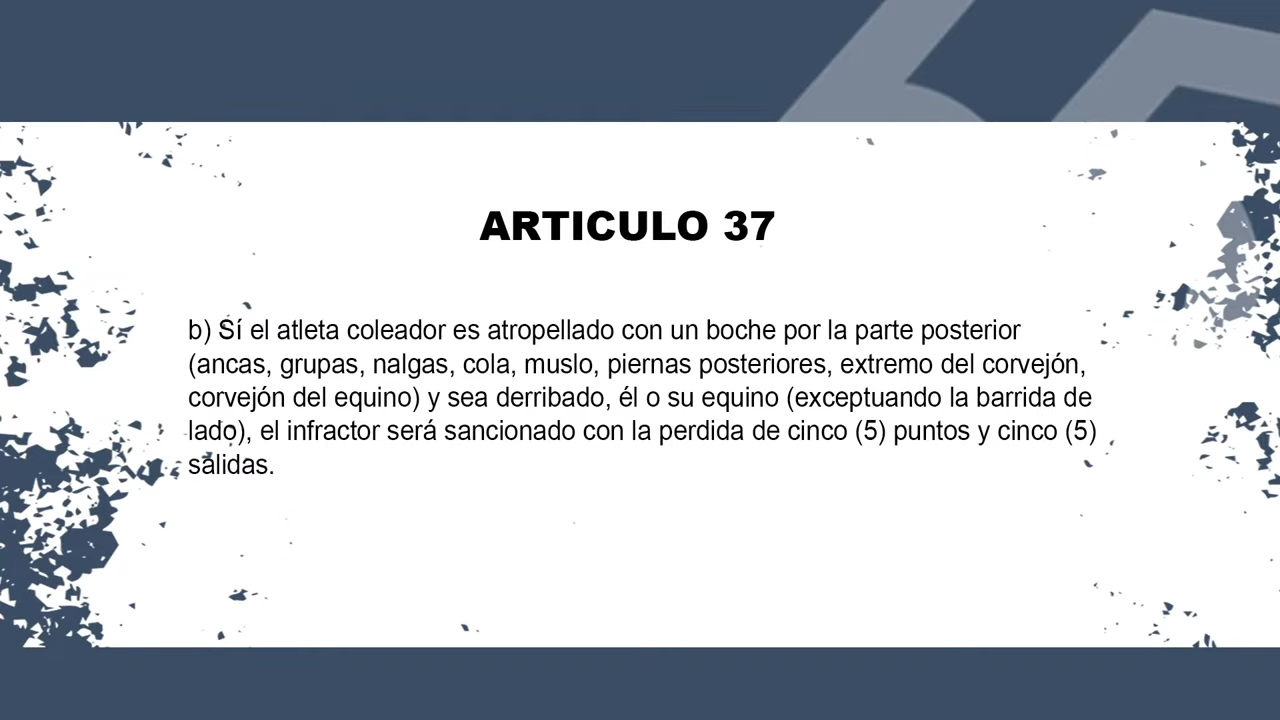 ARTICULO 37
b) Sí el atleta coleador es atropellado con un boche por la parte posterior
(ancas, grupas, nalgas, cola, muslo, piernas posteriores, extremo del corvejón,
corvejón del equino) y sea derribado, él o su equino (exceptuando la barrida de
lado), el infractor será sancionado con la perdida de cinco (5) puntos y cinco (5)
salidas.